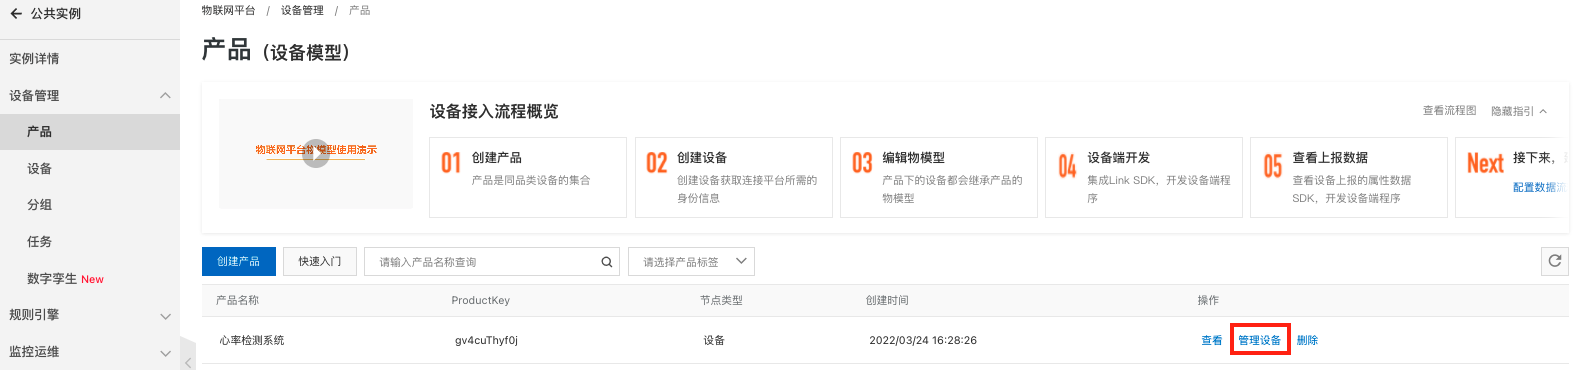 公共实例
实例详情
设备管理
产品
设备
分组
任务
数字孪生 New
规则引擎
监控运维
物联网平台 / 设备管理 / 产品
产品（设备模型）
物联网平台物模型使用演示
设备接入流程概览
查看流程图 隐藏指引
01 创建产品
产品是同品类设备的集合
02 创建设备
创建设备获取连接平台所需的
身份信息
03 编辑物模型
产品下的设备都会继承产品的
物模型
04 设备端开发
集成Link SDK，开发设备端程
序
05 查看上报数据
查看设备上报的属性数据
SDK，开发设备端程序
Next 接下来，
配置数据流
创建产品 快速入门 请输入产品名称查询 请选择产品标签
产品名称 ProductKey 节点类型 创建时间 操作
心率检测系统 gv4cuThyf0j 设备 2022/03/24 16:28:26 查看 管理设备 删除